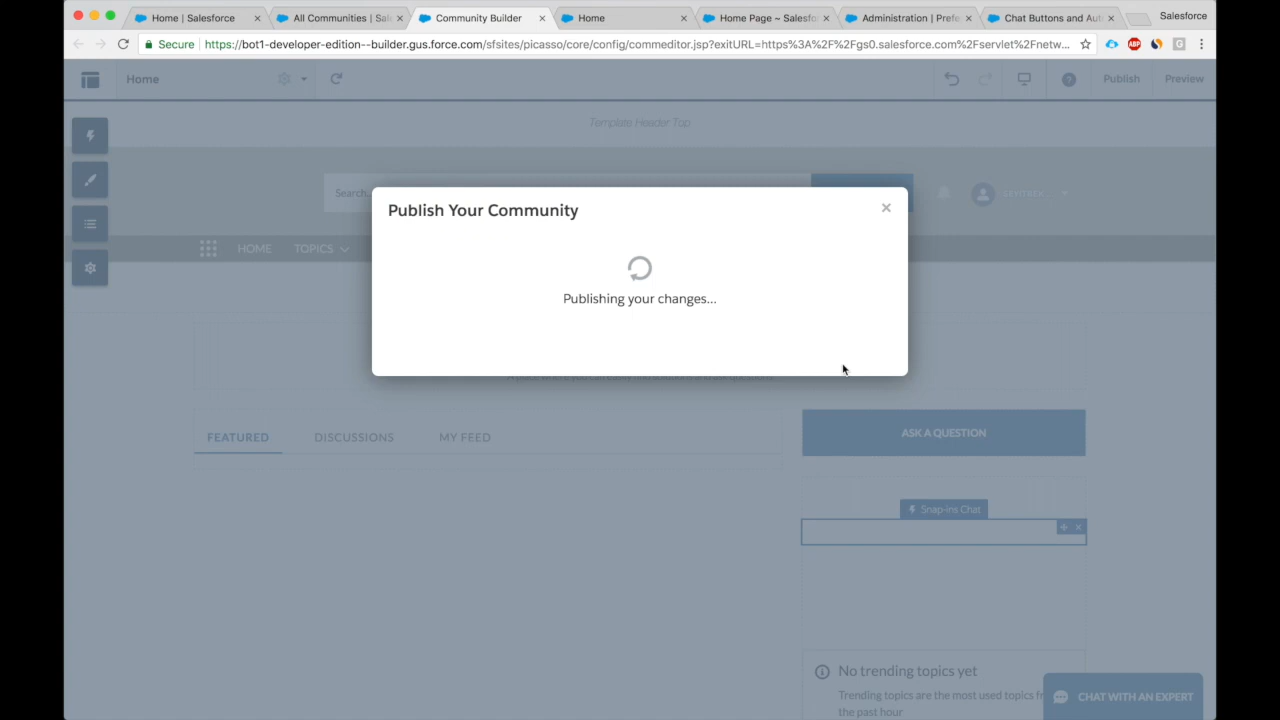 Home | Salesforce
All Communities | Sal
Community Builder
Home
Home Page ~ Salesfo
Administration | Prefe
Chat Buttons and Aut
Salesforce
Secure
https://bot1-developer-edition--builder.gus.force.com/sfsites/picasso/core/config/commeditor.jsp?exitURL=https%3A%2F%2Fgs0.salesforce.com%2Fservlet%2Fnetw...
ABP
G
Home
Publish
Preview
Template Header Top
Search...
HOME
TOPICS
Publish Your Community
Publishing your changes...
FEATURED
DISCUSSIONS
MY FEED
ASK A QUESTION
Snap-ins Chat
No trending topics yet
Trending topics are the most used topics fr
the past hour
CHAT WITH AN EXPERT